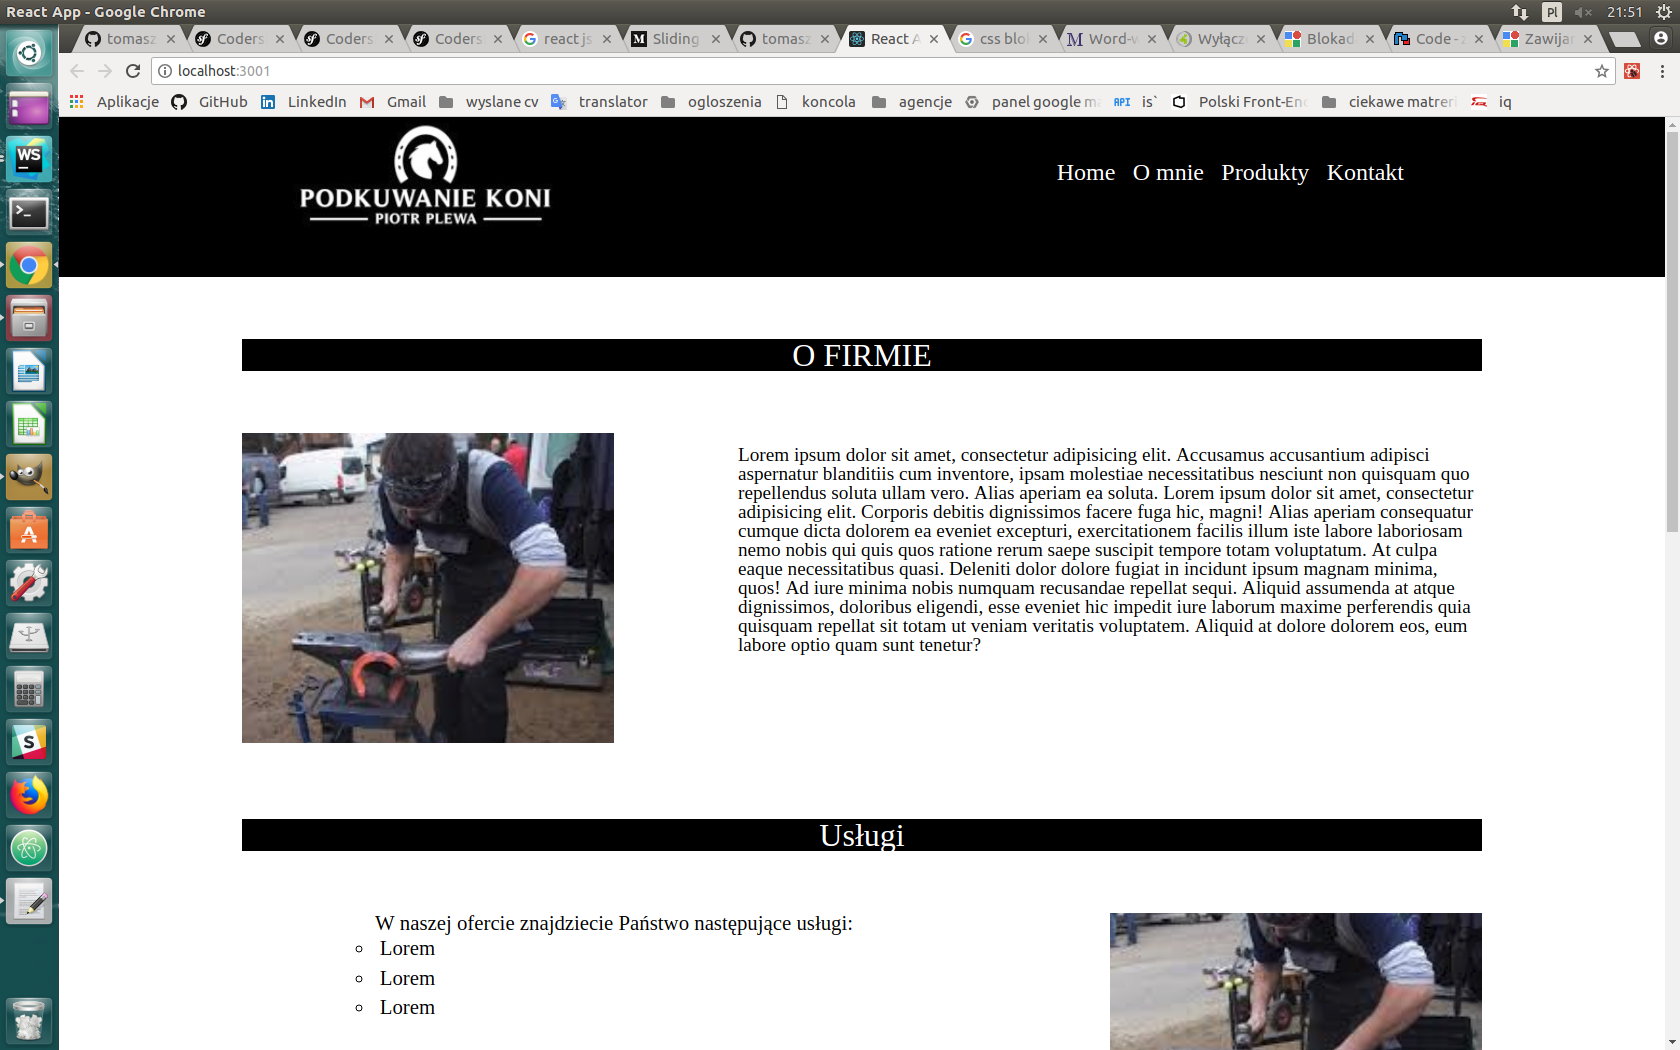 React App - Google Chrome
Pl
21:51
tomasz
Coders
Coders
Coders
react js
Sliding
tomasz
React A
css blo
Word-w
Wyłącz
Blokad
Code - 
Zawijan
localhost:3001
Aplikacje
GitHub
LinkedIn
Gmail
wyslane cv
translator
ogloszenia
koncola
agencje
panel google m
API
is`
Polski Front-En
ciekawe matreri
iq
PODKUWANIE KONI
PIOTR PLEWA
Home
O mnie
Produkty
Kontakt
O FIRMIE
Lorem ipsum dolor sit amet, consectetur adipisicing elit. Accusamus accusantium adipisci
aspernatur blanditiis cum inventore, ipsam molestiae necessitatibus nesciunt non quisquam quo
repellendus soluta ullam vero. Alias aperiam ea soluta. Lorem ipsum dolor sit amet, consectetur
adipisicing elit. Corporis debitis dignissimos facere fuga hic, magni! Alias aperiam consequatur
cumque dicta dolorem ea eveniet excepturi, exercitationem facilis illum iste labore laboriosam
nemo nobis qui quis quos ratione rerum saepe suscipit tempore totam voluptatum. At culpa
eaque necessitatibus quasi. Deleniti dolor dolore fugiat in incidunt ipsum magnam minima,
quos! Ad iure minima nobis numquam recusandae repellat sequi. Aliquid assumenda at atque
dignissimos, doloribus eligendi, esse eveniet hic impedit iure laborum maxime perferendis quia
quisquam repellat sit totam ut veniam veritatis voluptatem. Aliquid at dolore dolorem eos, eum
labore optio quam sunt tenetur?
Usługi
W naszej ofercie znajdziecie Państwo następujące usługi:
Lorem
Lorem
Lorem